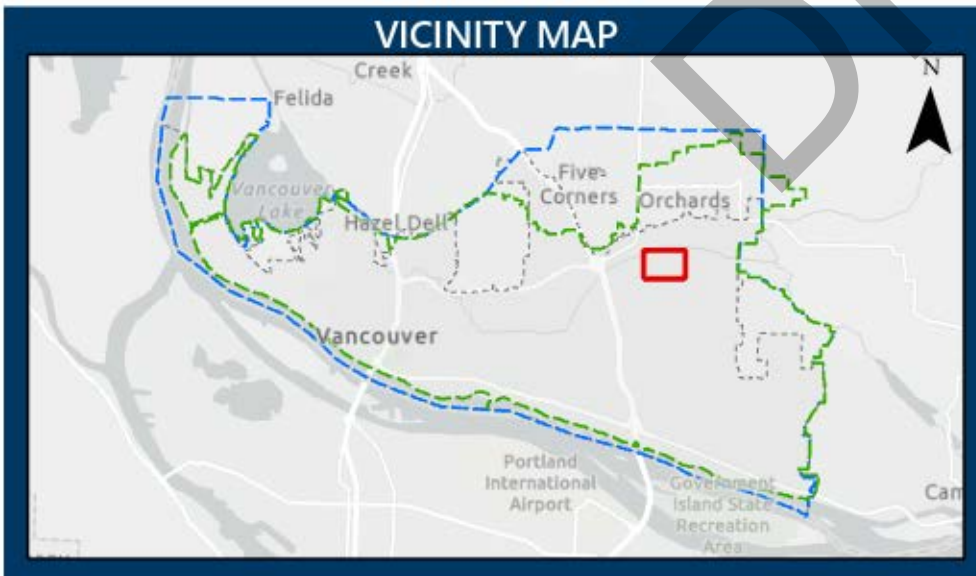 VICINITY MAP
Creek
N
Felida
Vancouver
Lake
Five
Corners
Orchards
Hazel Dell
Vancouver
Portland
International
Airport
Government
Island State
Recreation
Area
Cam